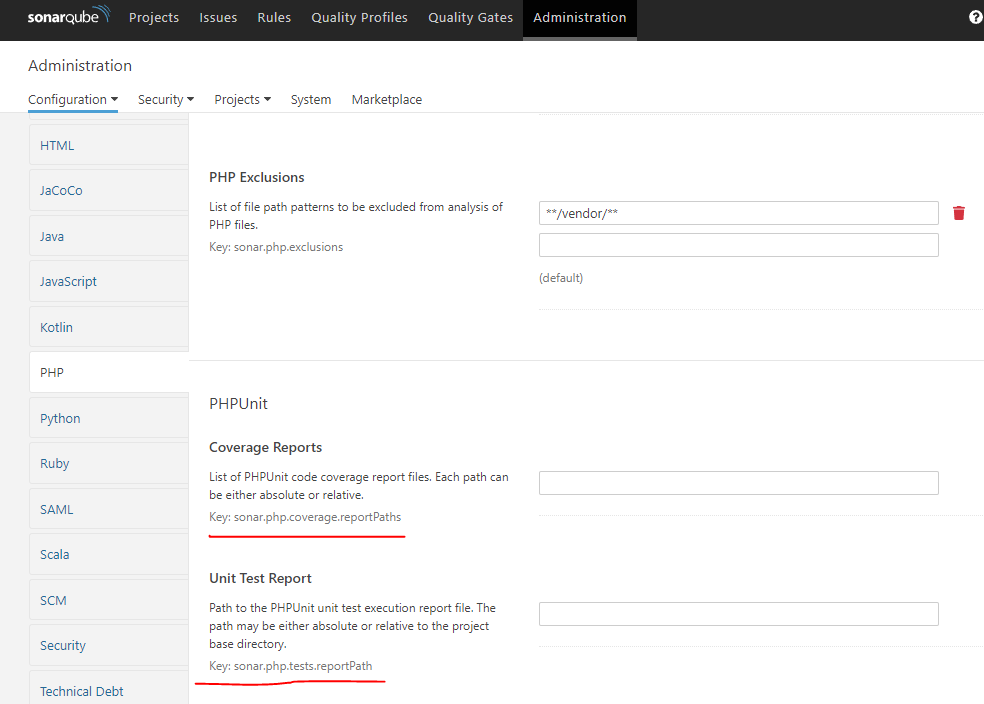 sonarqube Projects Issues Rules Quality Profiles Quality Gates Administration ?
Administration
Configuration Security Projects System Marketplace
HTML
JaCoCo
Java
JavaScript
Kotlin
PHP
Python
Ruby
SAML
Scala
SCM
Security
Technical Debt
PHP Exclusions
List of file path patterns to be excluded from analysis of
PHP files.
Key: sonar.php.exclusions
**/vendor/**
(default)
PHPUnit
Coverage Reports
List of PHPUnit code coverage report files. Each path can
be either absolute or relative.
Key: sonar.php.coverage.reportPaths
Unit Test Report
Path to the PHPUnit unit test execution report file. The
path may be either absolute or relative to the project
base directory.
Key: sonar.php.tests.reportPath